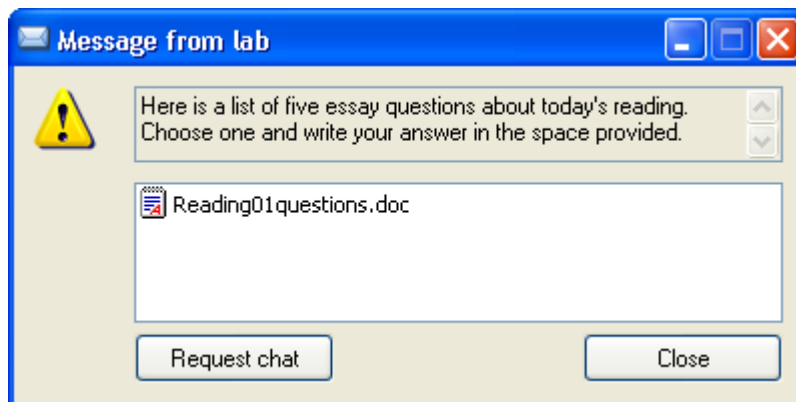 Message from lab
Here is a list of five essay questions about today's reading.
Choose one and write your answer in the space provided.
Reading01questions.doc
Request chat
Close